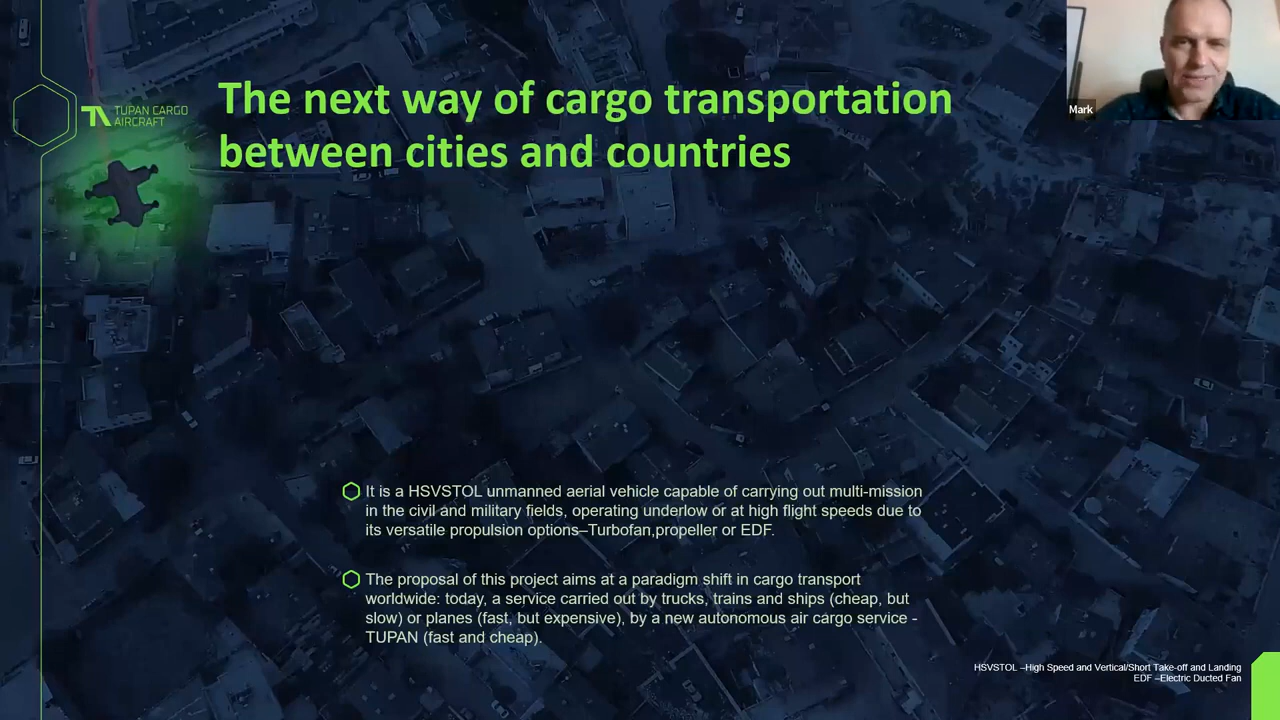 TUPAN CARGO
AIRCRAFT
The next way of cargo transportation
between cities and countries
Mark
It is a HSVSTOL unmanned aerial vehicle capable of carrying out multi-mission
in the civil and military fields, operating underlow or at high flight speeds due to
its versatile propulsion options–Turbofan,propeller or EDF.
The proposal of this project aims at a paradigm shift in cargo transport
worldwide: today, a service carried out by trucks, trains and ships (cheap, but
slow) or planes (fast, but expensive), by a new autonomous air cargo service -
TUPAN (fast and cheap).
HSVSTOL –High Speed and Vertical/Short Take-off and Landing
EDF –Electric Ducted Fan